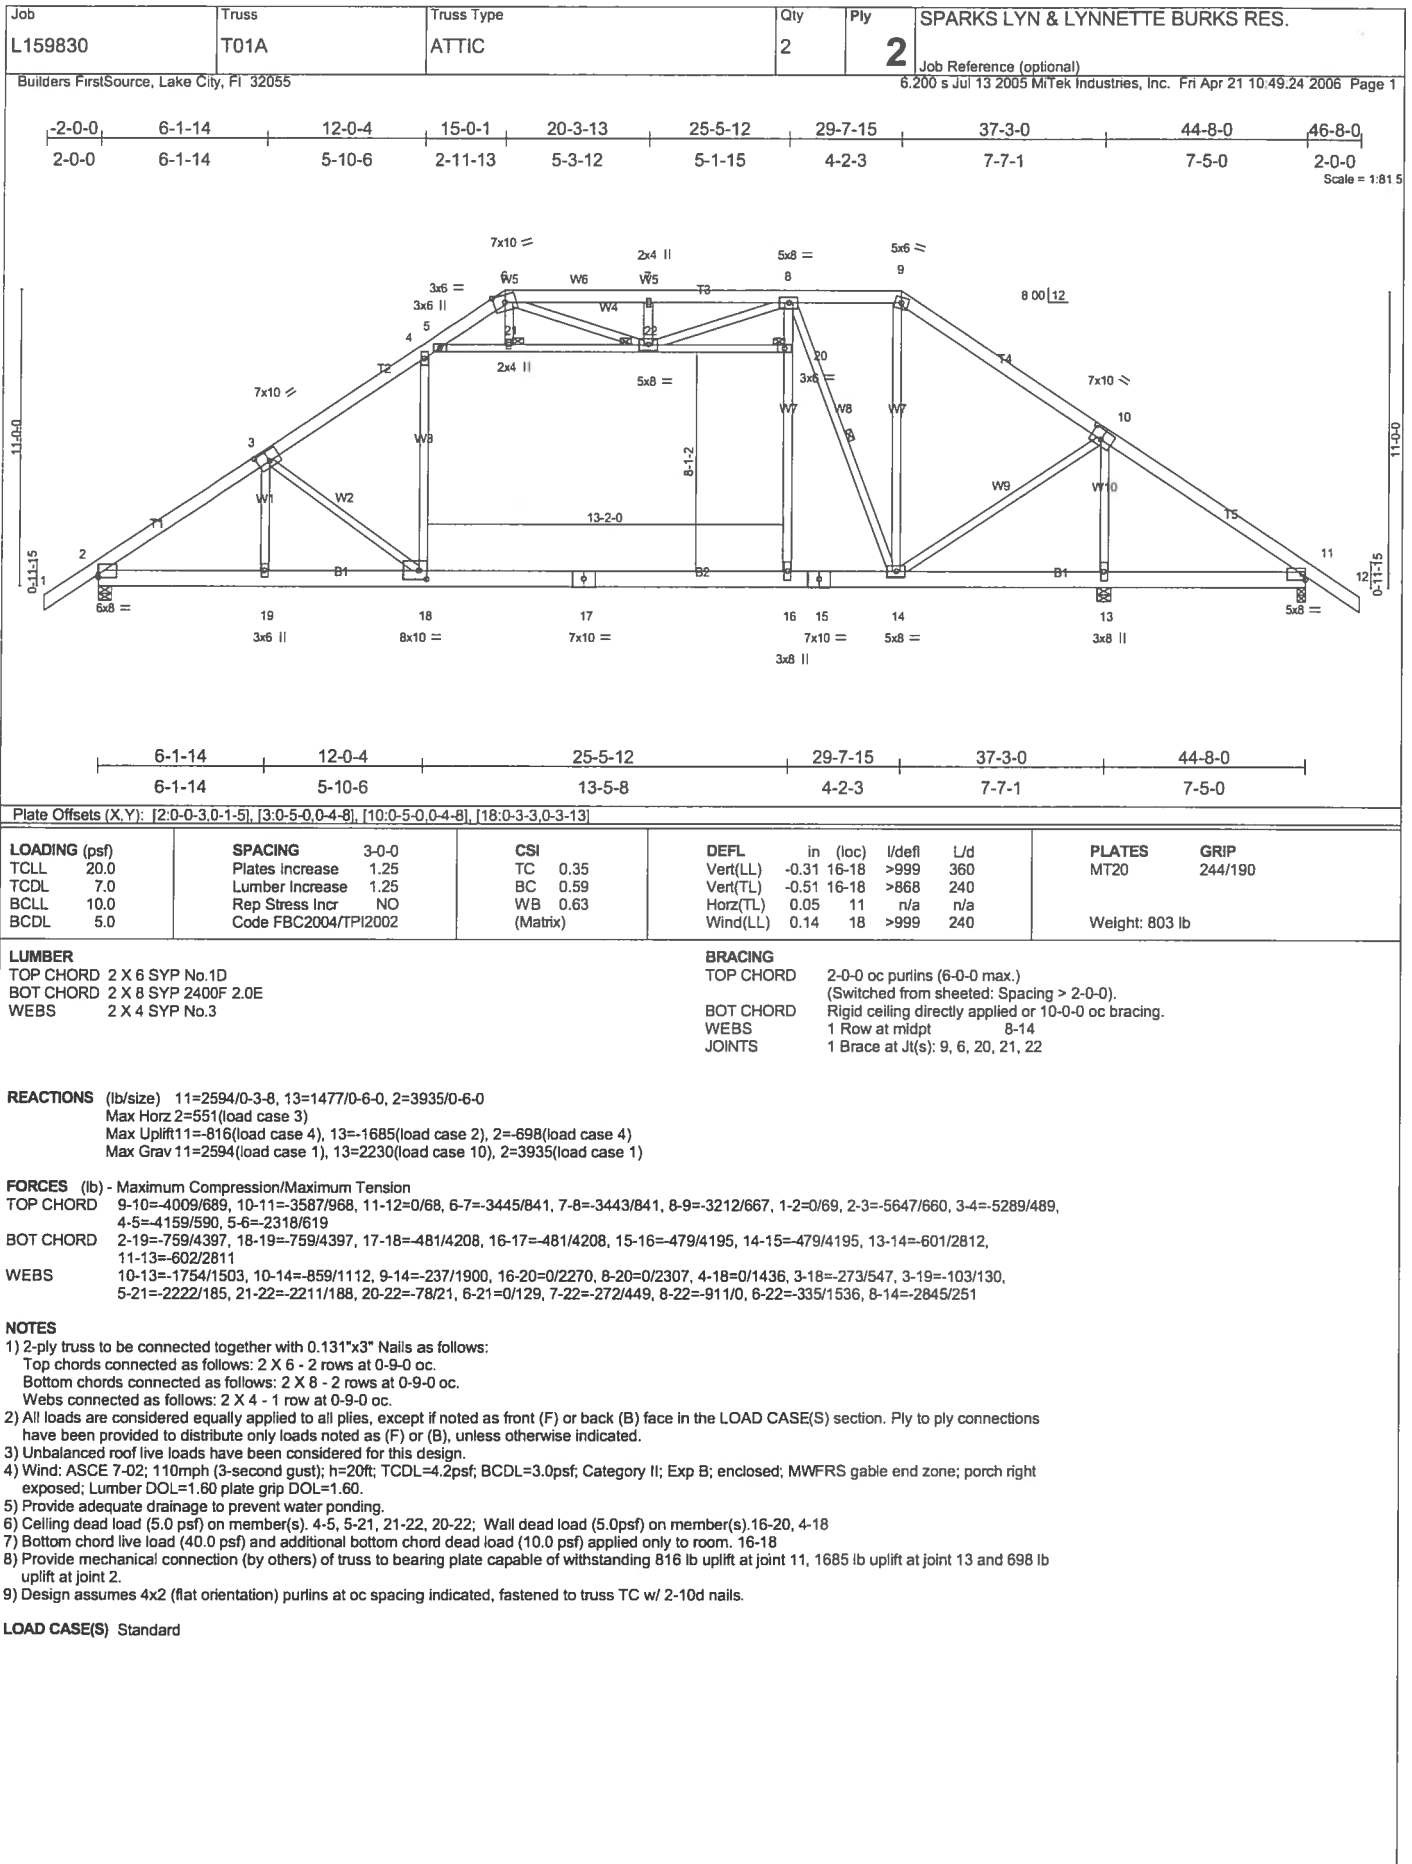 Job Truss Truss Type Qty Ply SPARKS LYN & LYNNETTE BURKS RES.
L159830 T01A ATTIC 2 2
Job Reference (optional)
Builders FirstSource, Lake City, Fl 32055 6.200 s Jul 13 2005 MiTek Industries, Inc. Fri Apr 21 10:49:24 2006 Page 1
-2-0-0 6-1-14 12-0-4 15-0-1 20-3-13 25-5-12 29-7-15 37-3-0 44-8-0 46-8-0
2-0-0 6-1-14 5-10-6 2-11-13 5-3-12 5-1-15 4-2-3 7-7-1 7-5-0 2-0-0
Scale = 1:81.5
7x10 =
2x4 II
5x8 =
5x6 =
3x6 =
6
W5
W6
7
W5
T3
8
9
8.00 12
3x6 II
W4
5
4
21
22
20
T2
T4
2x4 II
5x8 =
3x6 =
7x10
7x10
W7
W8
W7
10
3
W3
11-0-0
8-1-2
11-0-0
W1
W2
W9
W10
13-2-0
T1
T5
2
11
0-11-15
1
B1
B2
B1
12
0-11-15
6x8 =
5x8 =
19 18 17 16 15 14 13
3x6 II 8x10 = 7x10 = 7x10 = 5x8 = 3x8 II
3x8 II
6-1-14 12-0-4 25-5-12 29-7-15 37-3-0 44-8-0
6-1-14 5-10-6 13-5-8 4-2-3 7-7-1 7-5-0
Plate Offsets (X,Y): [2:0-0-3,0-1-5], [3:0-5-0,0-4-8], [10:0-5-0,0-4-8], [18:0-3-3,0-3-13]
LOADING (psf) SPACING 3-0-0 CSI DEFL in (loc) l/defl L/d PLATES GRIP
TCLL 20.0 Plates Increase 1.25 TC 0.35 Vert(LL) -0.31 16-18 >999 360 MT20 244/190
TCDL 7.0 Lumber Increase 1.25 BC 0.59 Vert(TL) -0.51 16-18 >868 240
BCLL 10.0 Rep Stress Incr NO WB 0.63 Horz(TL) 0.05 11 n/a n/a
BCDL 5.0 Code FBC2004/TPI2002 (Matrix) Wind(LL) 0.14 18 >999 240 Weight: 803 lb
LUMBER BRACING
TOP CHORD 2 X 6 SYP No.1D TOP CHORD 2-0-0 oc purlins (6-0-0 max.)
BOT CHORD 2 X 8 SYP 2400F 2.0E (Switched from sheeted: Spacing > 2-0-0).
WEBS 2 X 4 SYP No.3 BOT CHORD Rigid ceiling directly applied or 10-0-0 oc bracing.
WEBS 1 Row at midpt 8-14
JOINTS 1 Brace at Jt(s): 9, 6, 20, 21, 22
REACTIONS (lb/size) 11=2594/0-3-8, 13=1477/0-6-0, 2=3935/0-6-0
Max Horz 2=551(load case 3)
Max Uplift11=-816(load case 4), 13=-1685(load case 2), 2=-698(load case 4)
Max Grav 11=2594(load case 1), 13=2230(load case 10), 2=3935(load case 1)
FORCES (lb) - Maximum Compression/Maximum Tension
TOP CHORD 9-10=-4009/689, 10-11=-3587/968, 11-12=0/68, 6-7=-3445/841, 7-8=-3443/841, 8-9=-3212/667, 1-2=0/69, 2-3=-5647/660, 3-4=-5289/489,
4-5=-4159/590, 5-6=-2318/619
BOT CHORD 2-19=-759/4397, 18-19=-759/4397, 17-18=-481/4208, 16-17=-481/4208, 15-16=-479/4195, 14-15=-479/4195, 13-14=-601/2812,
11-13=-602/2811
WEBS 10-13=-1754/1503, 10-14=-859/1112, 9-14=-237/1900, 16-20=0/2270, 8-20=0/2307, 4-18=0/1436, 3-18=-273/547, 3-19=-103/130,
5-21=-2222/185, 21-22=-2211/188, 20-22=-78/21, 6-21=0/129, 7-22=-272/449, 8-22=-911/0, 6-22=-335/1536, 8-14=-2845/251
NOTES
1) 2-ply truss to be connected together with 0.131"x3" Nails as follows:
Top chords connected as follows: 2 X 6 - 2 rows at 0-9-0 oc.
Bottom chords connected as follows: 2 X 8 - 2 rows at 0-9-0 oc.
Webs connected as follows: 2 X 4 - 1 row at 0-9-0 oc.
2) All loads are considered equally applied to all plies, except if noted as front (F) or back (B) face in the LOAD CASE(S) section. Ply to ply connections
have been provided to distribute only loads noted as (F) or (B), unless otherwise indicated.
3) Unbalanced roof live loads have been considered for this design.
4) Wind: ASCE 7-02; 110mph (3-second gust); h=20ft; TCDL=4.2psf; BCDL=3.0psf; Category II; Exp B; enclosed; MWFRS gable end zone; porch right
exposed; Lumber DOL=1.60 plate grip DOL=1.60.
5) Provide adequate drainage to prevent water ponding.
6) Ceiling dead load (5.0 psf) on member(s). 4-5, 5-21, 21-22, 20-22; Wall dead load (5.0psf) on member(s).16-20, 4-18
7) Bottom chord live load (40.0 psf) and additional bottom chord dead load (10.0 psf) applied only to room. 16-18
8) Provide mechanical connection (by others) of truss to bearing plate capable of withstanding 816 lb uplift at joint 11, 1685 lb uplift at joint 13 and 698 lb
uplift at joint 2.
9) Design assumes 4x2 (flat orientation) purlins at oc spacing indicated, fastened to truss TC w/ 2-10d nails.
LOAD CASE(S) Standard